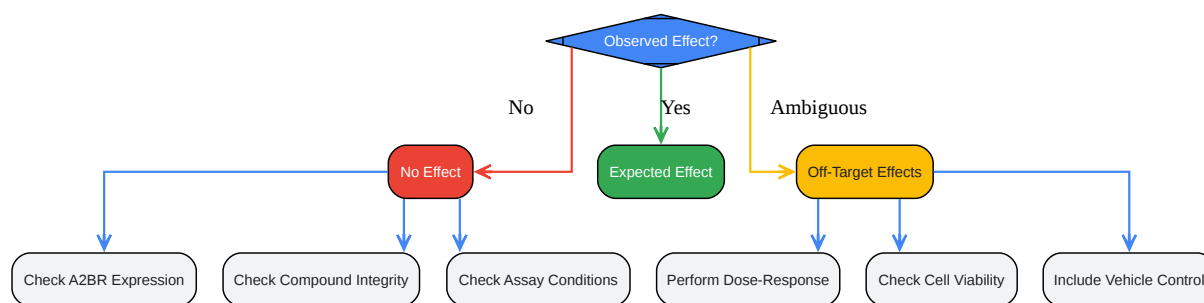 Observed Effect?
No
Yes
Ambiguous
No Effect
Expected Effect
Off-Target Effects
Check A2BR Expression
Check Compound Integrity
Check Assay Conditions
Perform Dose-Response
Check Cell Viability
Include Vehicle Control